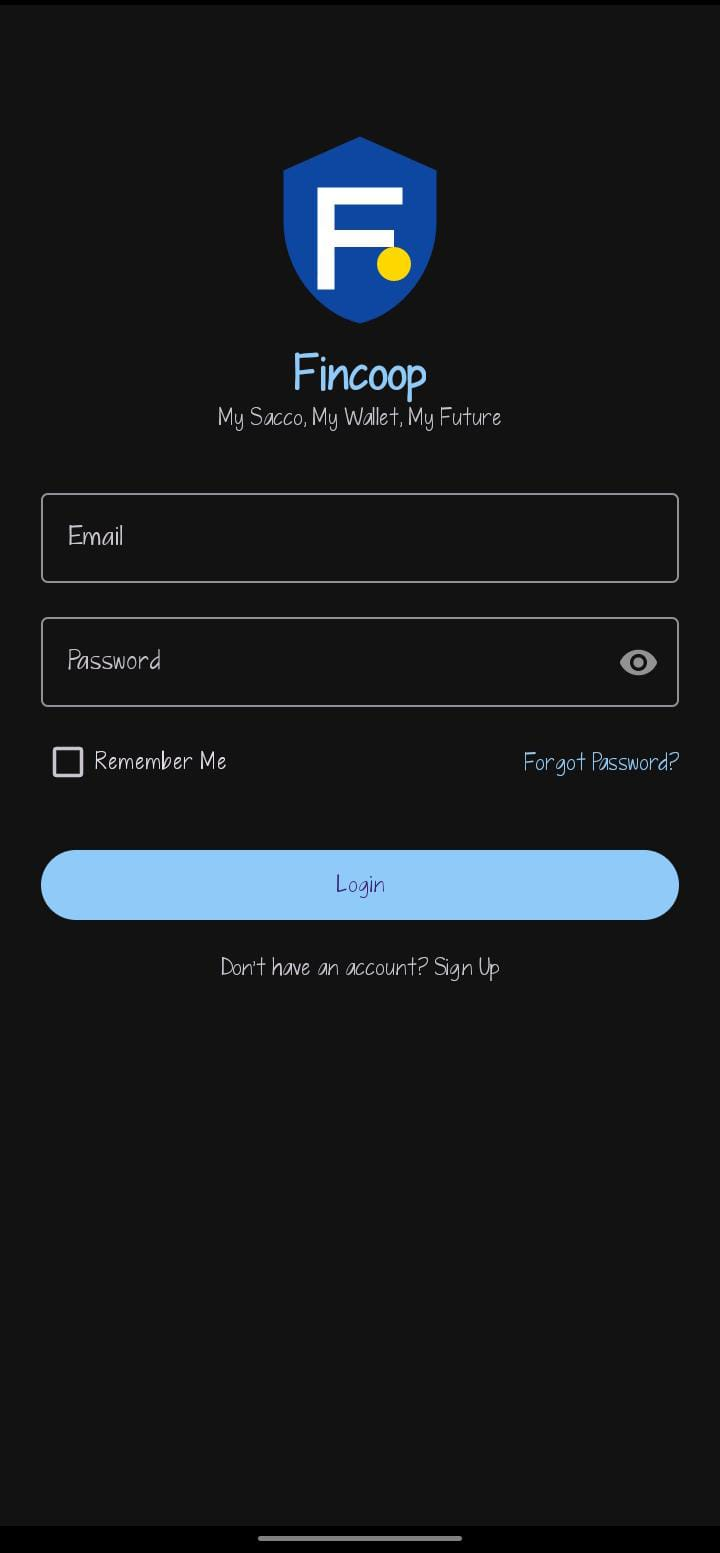 F
Fincoop
My Sacco, My Wallet, My Future
Email
Password
Remember Me Forgot Password?
Login
Don't have an account? Sign Up